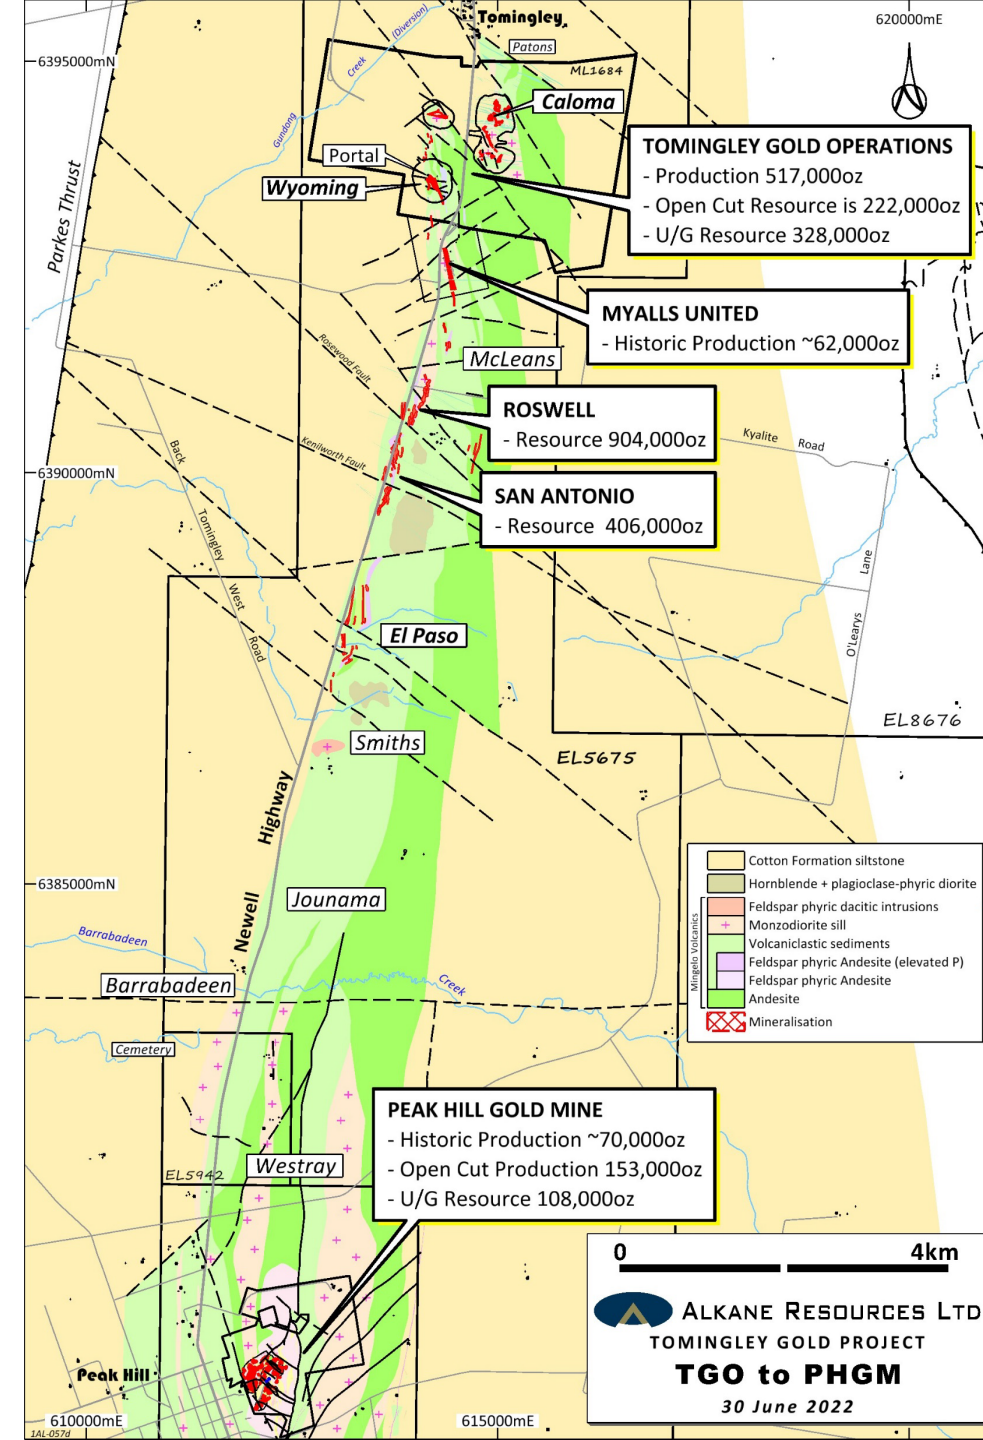 Tomingley
620000mE
(Diversion)
Creek
Gundong
Patons
6395000mN
ML1684
Caloma
Portal
Wyoming
Parkes Thrust
TOMINGLEY GOLD OPERATIONS
- Production 517,000oz
- Open Cut Resource is 222,000oz
- U/G Resource 328,000oz
MYALLS UNITED
- Historic Production ~62,000oz
Rosewood Fault
McLeans
ROSWELL
- Resource 904,000oz
Kyalite Road
Kenilworth Fault
6390000mN
SAN ANTONIO
- Resource 406,000oz
Back Tomingley West Road
O'Learys Lane
El Paso
EL8676
Smiths
EL5675
Newell Highway
Cotton Formation siltstone
Hornblende + plagioclase-phyric diorite
Mingelo Volcanics
Feldspar phyric dacitic intrusions
Monzodiorite sill
Volcaniclastic sediments
Feldspar phyric Andesite (elevated P)
Feldspar phyric Andesite
Andesite
Mineralisation
6385000mN
Jounama
Barrabadeen
Creek
Barrabadeen
Cemetery
PEAK HILL GOLD MINE
- Historic Production ~70,000oz
- Open Cut Production 153,000oz
- U/G Resource 108,000oz
Westray
EL5942
0 4km
ALKANE RESOURCES LTD
TOMINGLEY GOLD PROJECT
TGO to PHGM
30 June 2022
Peak Hill
610000mE
615000mE
1AL-057d